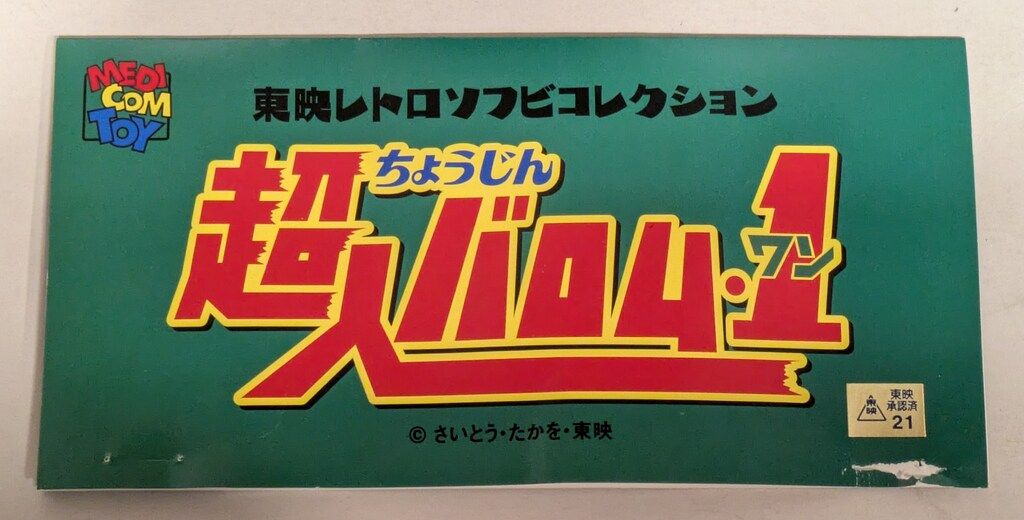 MEDI
COM
TOY
東映レトロソフビコレクション
ちょうじん
超人バロム・1
ワン
© さいとう・たかを・東映
東映
東映
承認済
21